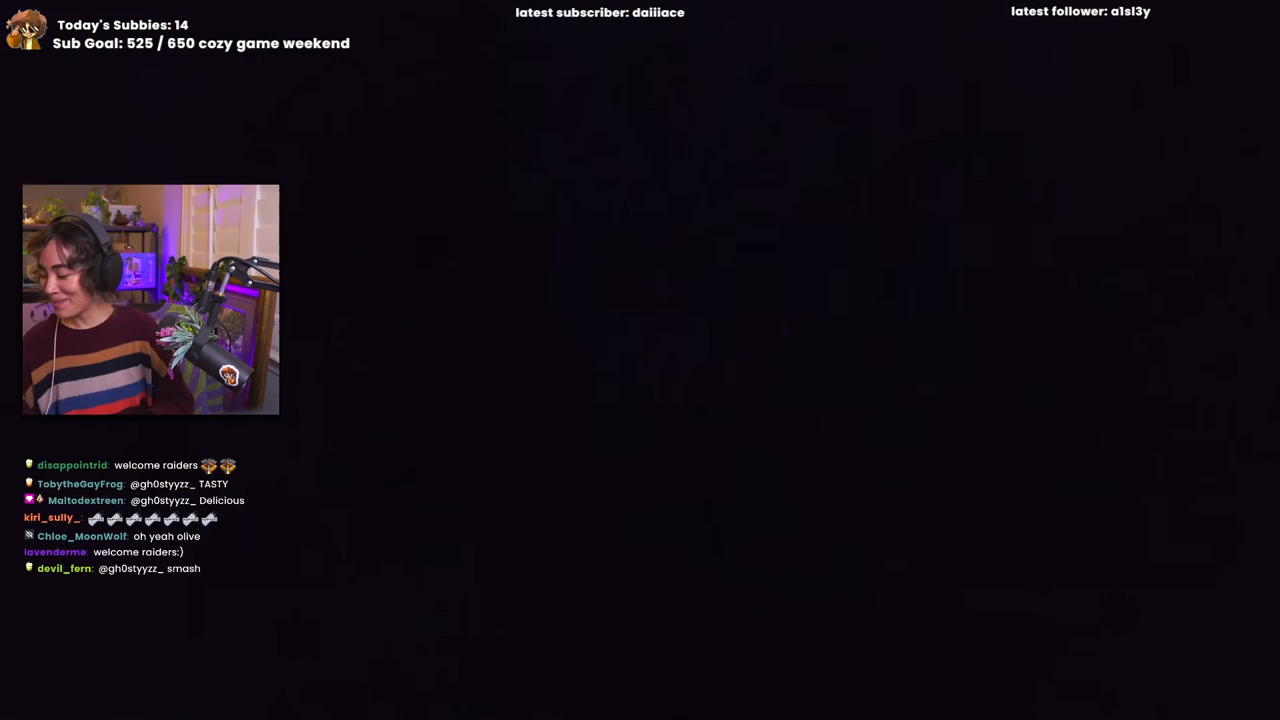 Today's Subbies: 14
Sub Goal: 525 / 650 cozy game weekend
latest subscriber: daiiiace
latest follower: a1sl3y
disappointrid: welcome raiders
TobytheGayFrog: @gh0styyzz_ TASTY
Maltodextreen: @gh0styyzz_ Delicious
kiri_sully_:
Chloe_MoonWolf: oh yeah olive
lavenderme: welcome raiders:)
devil_fern: @gh0styyzz_ smash